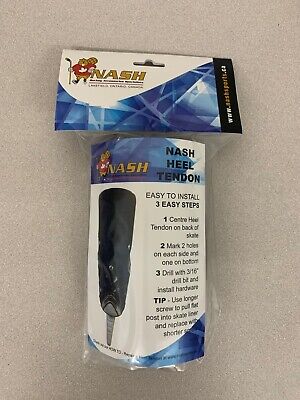 NASH
LAKEFIELD, ONTARIO, CANADA
www.nashsports.ca
NASH
NASH
HEEL
TENDON
EASY TO INSTALL
3 EASY STEPS
1 Centre Heel
Tendon on back of
skate
2 Mark 2 holes
on each side and
one on bottom
3 Drill with 3/16"
drill bit and
install hardware
TIP - Use longer
screw to pull flat
post into skate liner
and replace with
shorter